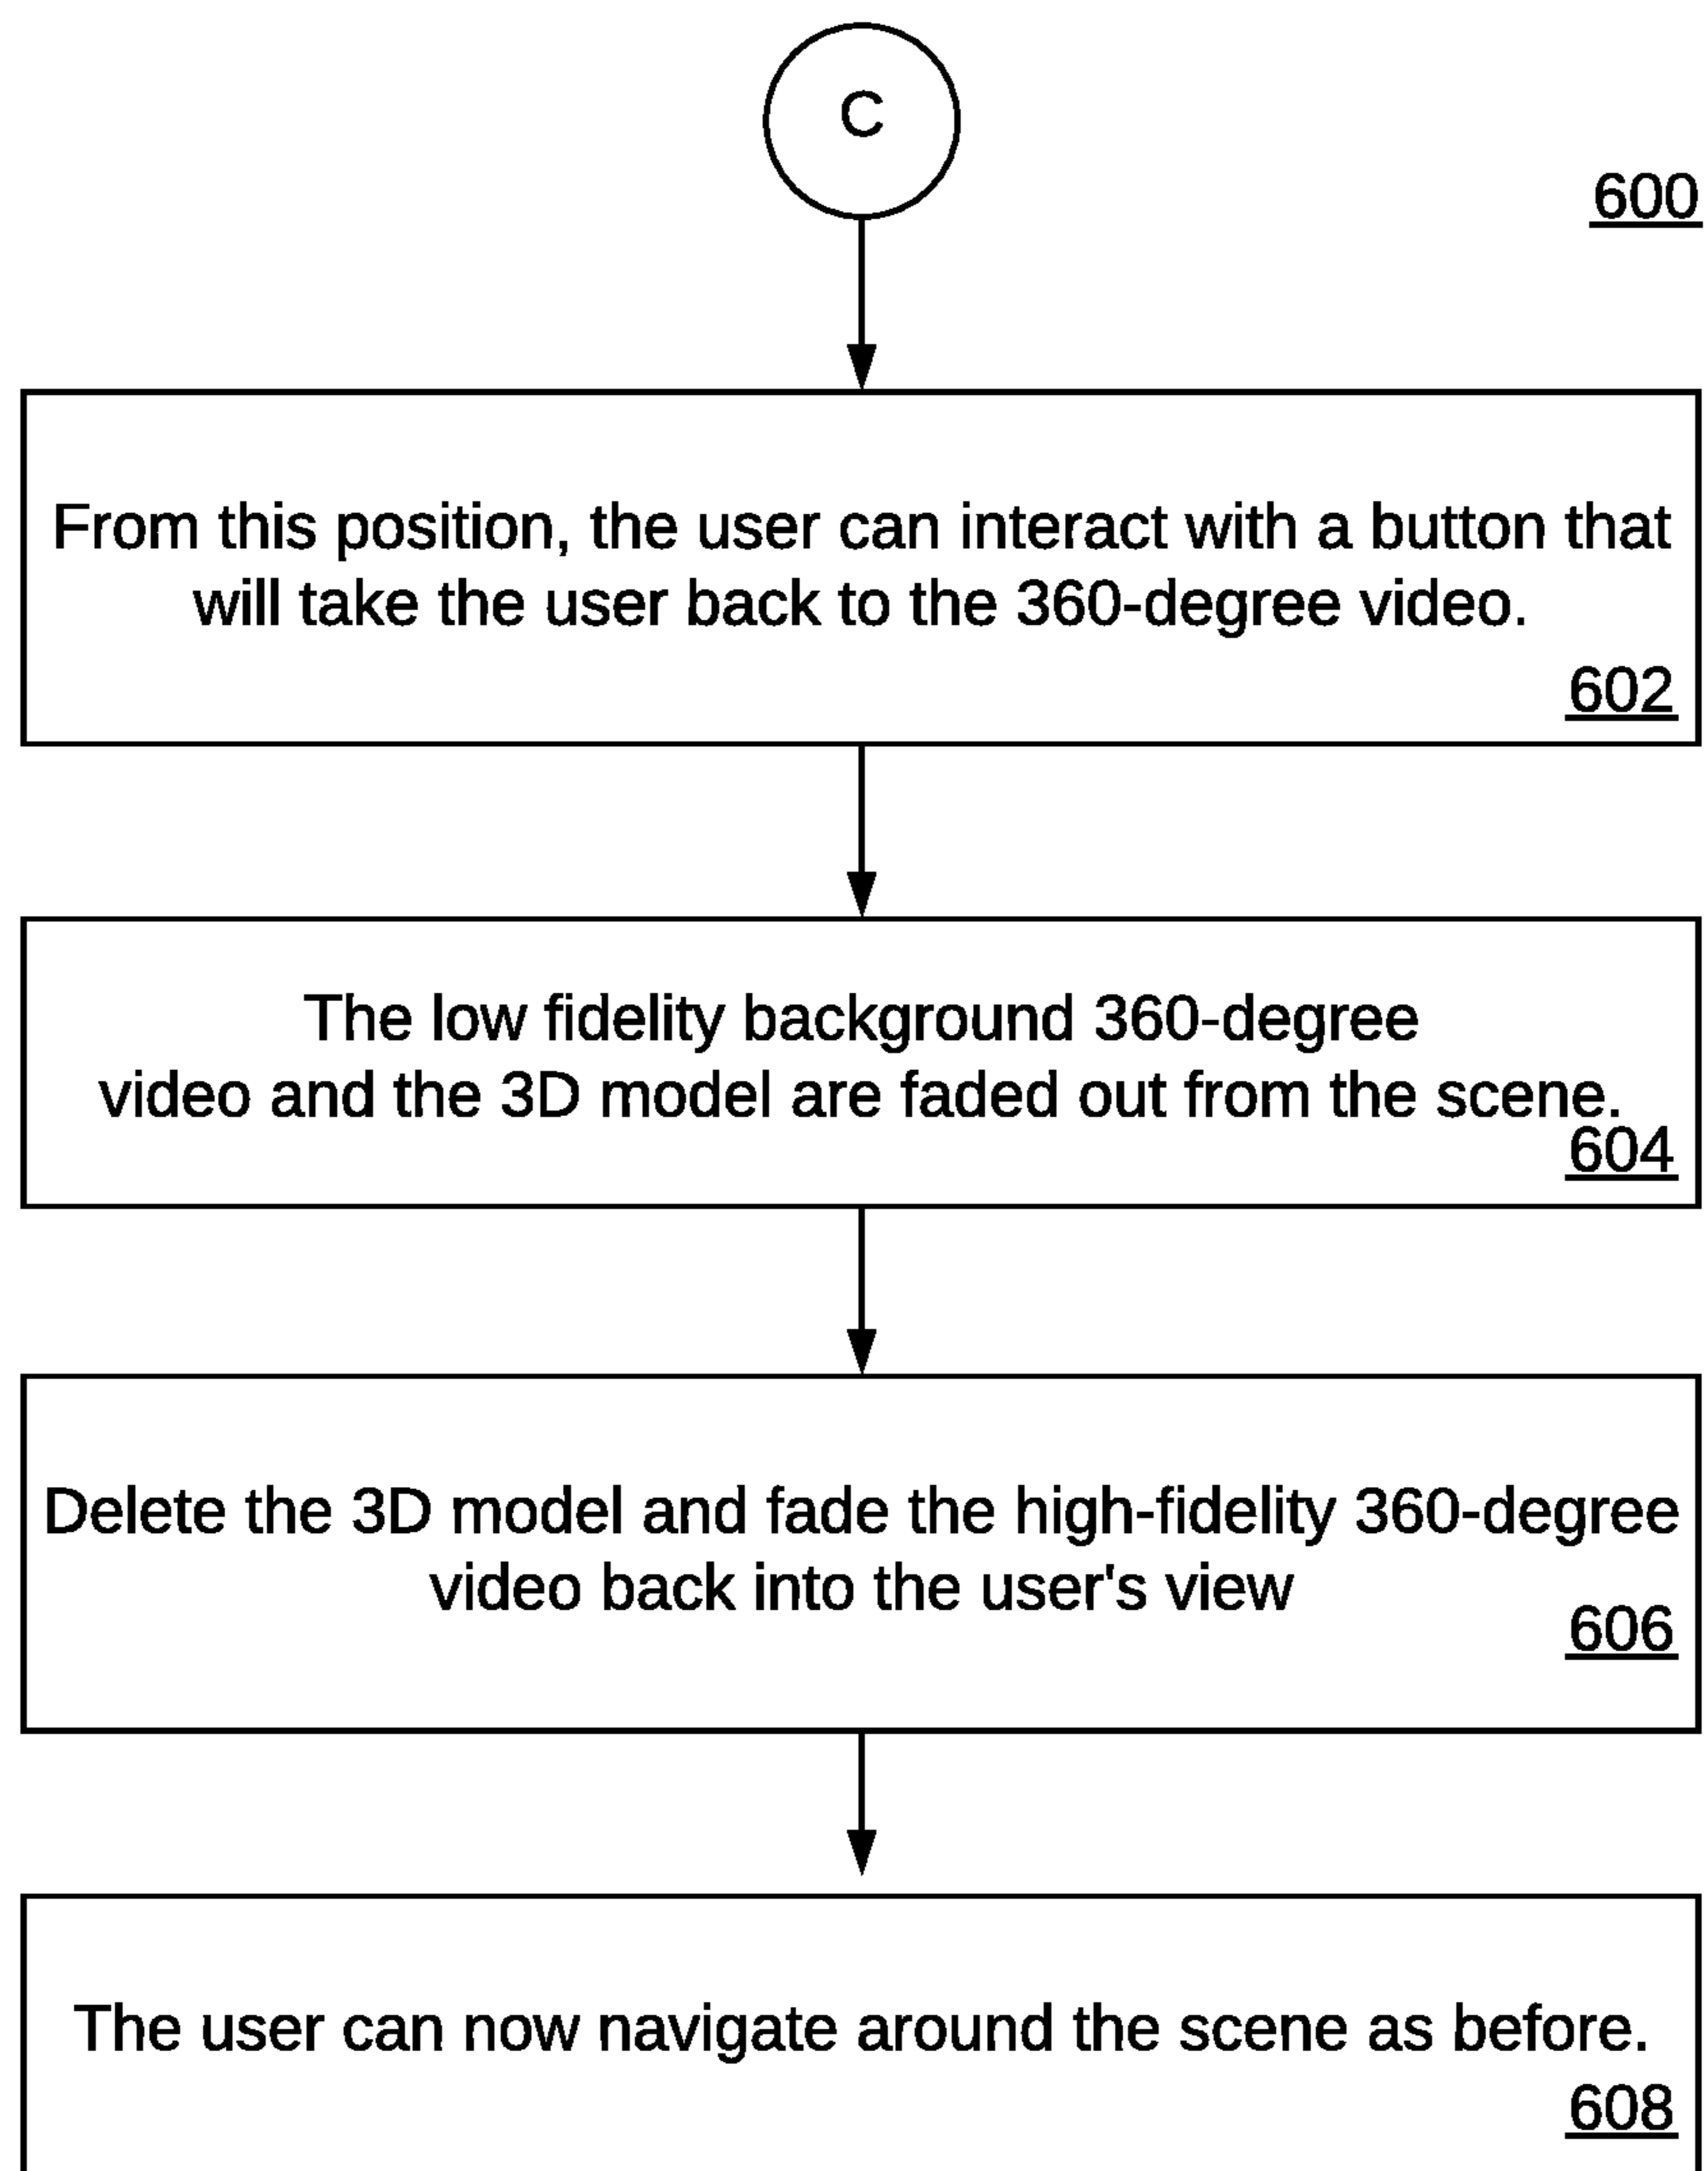 C
600
From this position, the user can interact with a button that
will take the user back to the 360-degree video.
602
The low fidelity background 360-degree
video and the 3D model are faded out from the scene.
604
Delete the 3D model and fade the high-fidelity 360-degree
video back into the user's view
606
The user can now navigate around the scene as before.
608